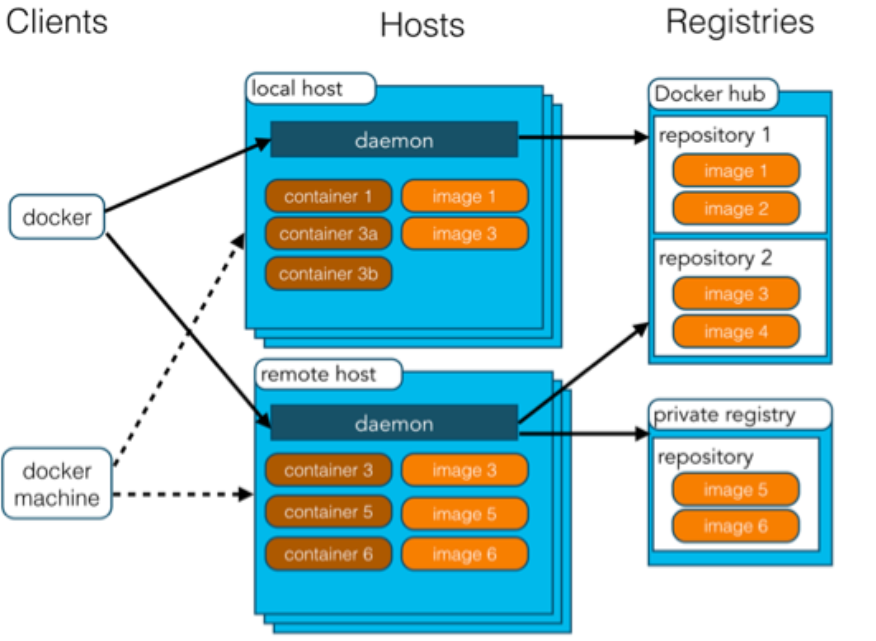 Clients
Hosts
Registries
docker
docker
machine
local host
daemon
container 1
image 1
container 3a
image 3
container 3b
remote host
daemon
container 3
image 3
container 5
image 5
container 6
image 6
Docker hub
repository 1
image 1
image 2
repository 2
image 3
image 4
private registry
repository
image 5
image 6